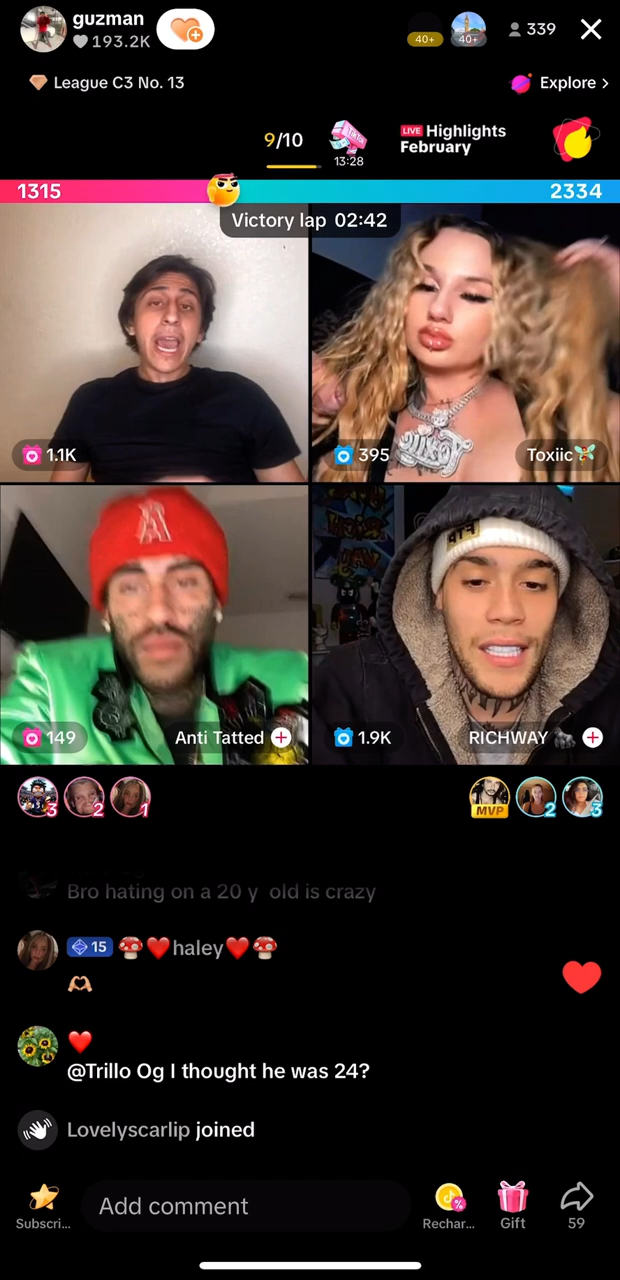 guzman
193.2K
40+
40+
339
League C3 No. 13
Explore >
9/10
13:28
LIVE Highlights
February
1315
2334
Victory lap 02:42
1.1K
395
Toxiic
149
Anti Tatted
1.9K
RICHWAY
3
2
1
MVP
2
3
Bro hating on a 20 y old is crazy
15 haley
@Trillo Og I thought he was 24?
Lovelyscarlip joined
Subscri...
Add comment
Rechar...
Gift
59